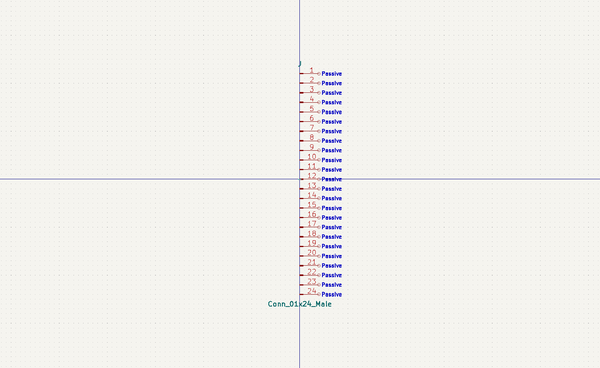 J
1 Passive
2 Passive
3 Passive
4 Passive
5 Passive
6 Passive
7 Passive
8 Passive
9 Passive
10 Passive
11 Passive
12 Passive
13 Passive
14 Passive
15 Passive
16 Passive
17 Passive
18 Passive
19 Passive
20 Passive
21 Passive
22 Passive
23 Passive
24 Passive
Conn_01x24_Male